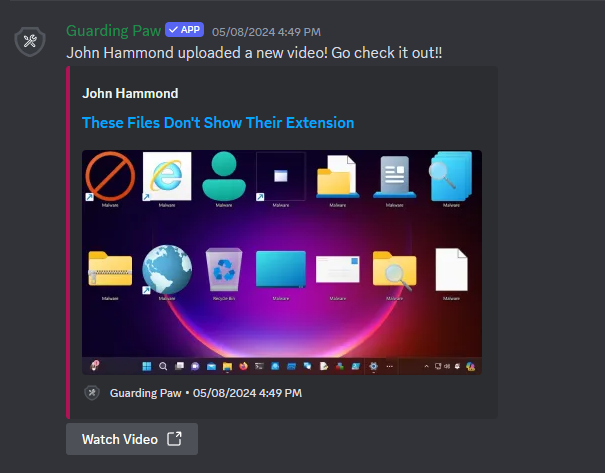 Guarding Paw ✓ APP 05/08/2024 4:49 PM
John Hammond uploaded a new video! Go check it out!!
John Hammond
These Files Don't Show Their Extension
Malware Malware Malware Malware Malware Malware Malware
Malware Malware Recycle Bin Malware Malware Malware Malware
Guarding Paw • 05/08/2024 4:49 PM
Watch Video